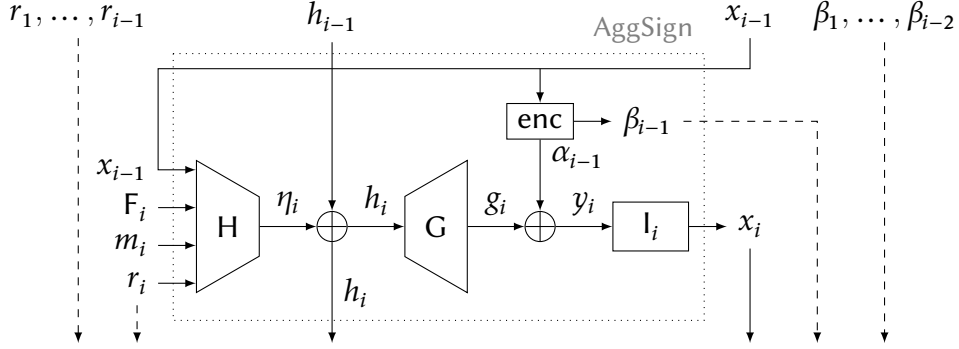 r₁, … , rᵢ₋₁ hᵢ₋₁ xᵢ₋₁ β₁, … , βᵢ₋₂
AggSign
enc βᵢ₋₁
αᵢ₋₁
xᵢ₋₁
Fᵢ
mᵢ
rᵢ
H ηᵢ hᵢ G gᵢ yᵢ Iᵢ xᵢ
hᵢ